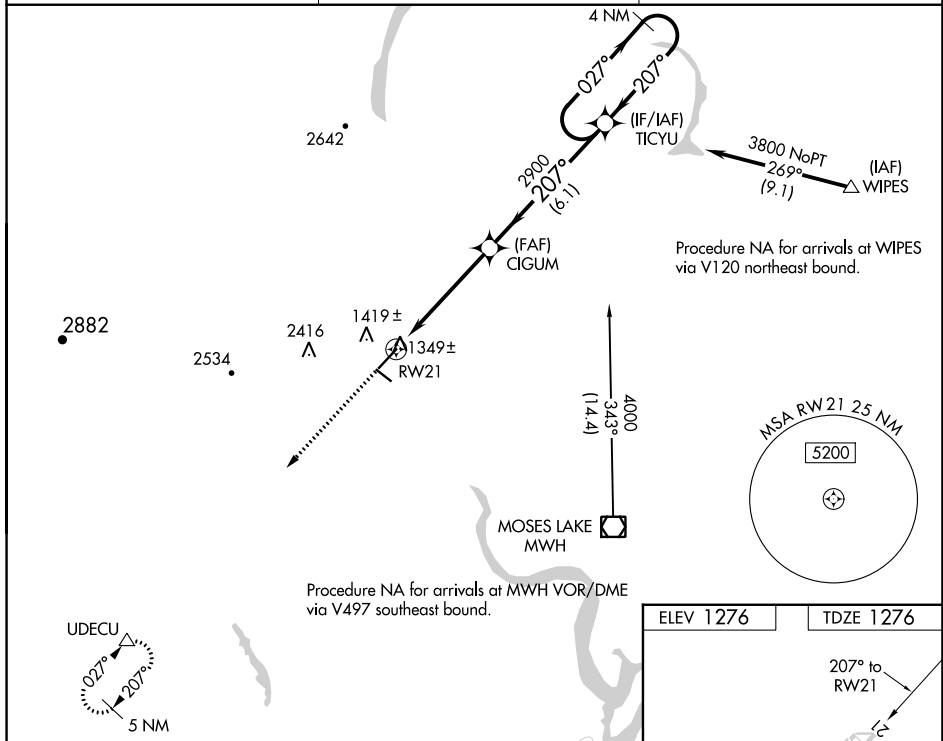 4 NM
027°
207°
(IF/IAF)
TICYU
2642
3800 NoPT
269°
(9.1)
(IAF)
WIPES
2900
207°
(6.1)
(FAF)
CIGUM
Procedure NA for arrivals at WIPES
via V120 northeast bound.
2882
2534
2416
1419±
1349±
RW21
4000
343°
(14.4)
MSA RW21 25 NM
5200
MOSES LAKE
MWH
Procedure NA for arrivals at MWH VOR/DME
via V497 southeast bound.
UDECU
027°
207°
5 NM
ELEV 1276
TDZE 1276
207° to
RW21
21